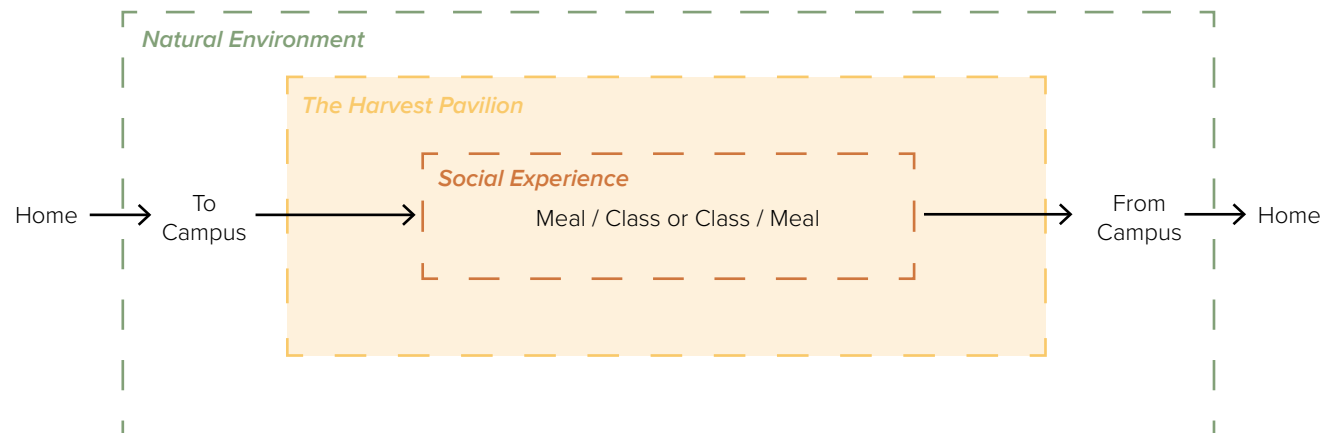 Natural Environment
The Harvest Pavilion
Social Experience
Home
To
Campus
Meal / Class or Class / Meal
From
Campus
Home